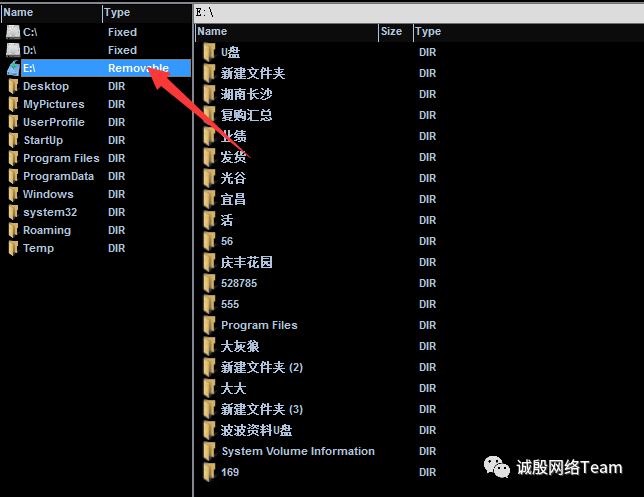 Name Type
C:\ Fixed
D:\ Fixed
E:\ Removable
Desktop DIR
MyPictures DIR
UserProfile DIR
StartUp DIR
Program Files DIR
ProgramData DIR
Windows DIR
system32 DIR
Roaming DIR
Temp DIR
E:\
Name Size Type
U盘 DIR
新建文件夹 DIR
湖南长沙 DIR
复购汇总 DIR
业绩 DIR
发货 DIR
光谷 DIR
宜昌 DIR
活 DIR
56 DIR
庆丰花园 DIR
528785 DIR
555 DIR
Program Files DIR
大灰狼 DIR
新建文件夹 (2) DIR
大大 DIR
新建文件夹 (3) DIR
波波资料U盘 DIR
System Volume Information DIR
169 DIR
诚殷网络Team